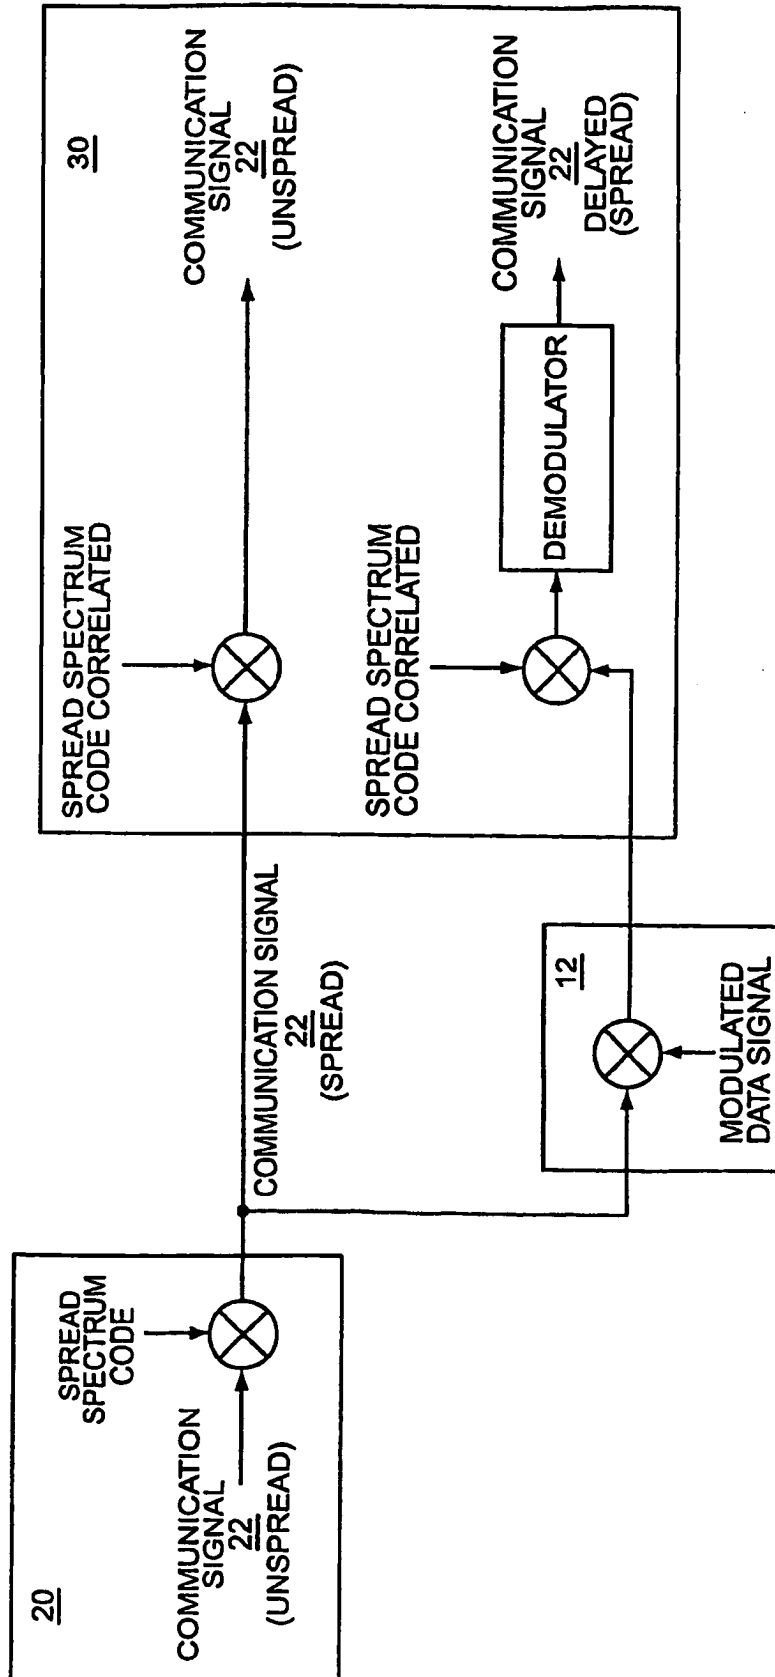 20
COMMUNICATION
SIGNAL
22
(UNSPREAD)
SPREAD
SPECTRUM
CODE
COMMUNICATION SIGNAL
22
(SPREAD)
12
MODULATED
DATA SIGNAL
30
SPREAD SPECTRUM
CODE CORRELATED
COMMUNICATION
SIGNAL
22
(UNSPREAD)
SPREAD SPECTRUM
CODE CORRELATED
DEMODULATOR
COMMUNICATION
SIGNAL
22
DELAYED
(SPREAD)